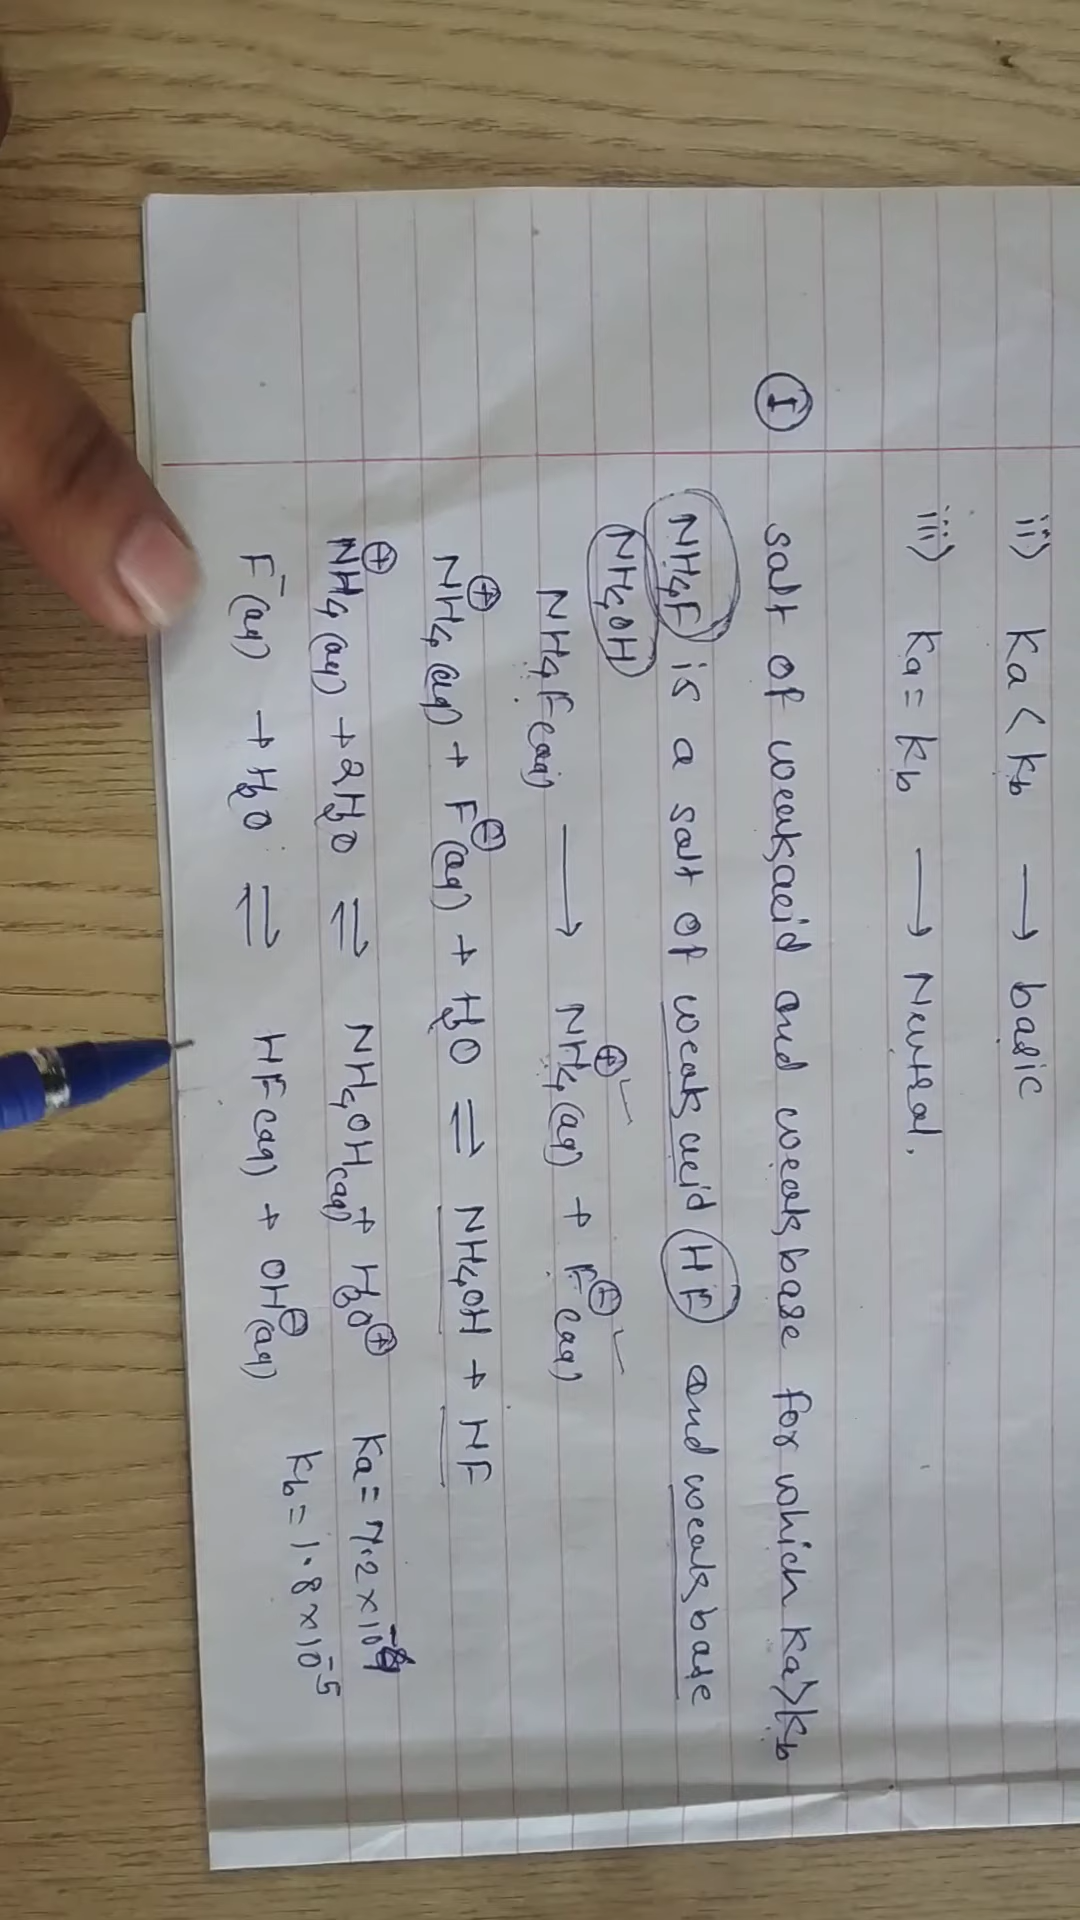 ii) Ka < Kb → basic
iii) Ka = Kb → Neutral.
① salt of weak acid and weak base for which Ka > Kb
NH₄F is a salt of weak acid HF and weak base
NH₄OH
NH₄F(aq) → NH₄⊕(aq) + F⊖(aq)
NH₄⊕(aq) + F⊖(aq) + H₂O ⇌ NH₄OH + HF
NH₄⊕(aq) + 2H₂O ⇌ NH₄OH(aq) + H₃O⊕ Ka = 7.2 × 10⁻⁴
F⁻(aq) + H₂O ⇌ HF(aq) + OH⊖(aq) Kb = 1.8 × 10⁻⁵